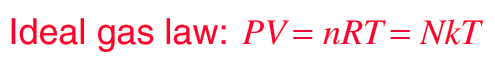 Ideal gas law: PV = nRT = NkT